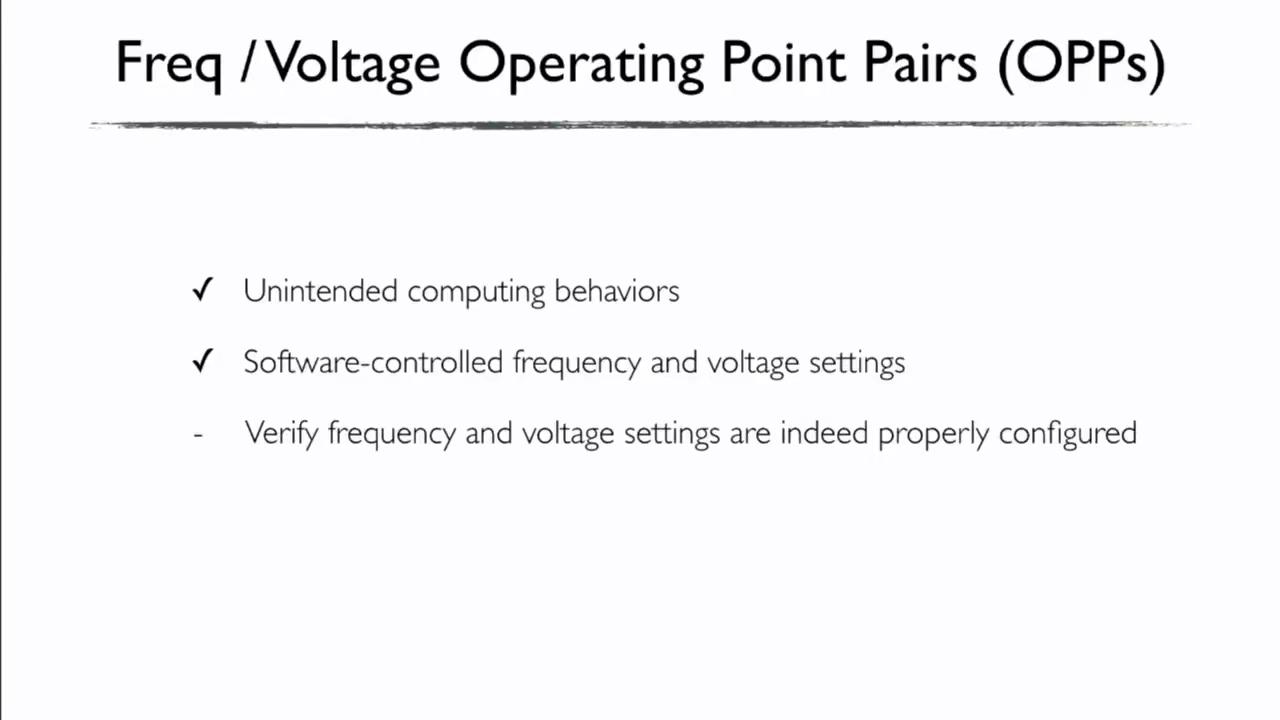 Freq / Voltage Operating Point Pairs (OPPs)
✓ Unintended computing behaviors
✓ Software-controlled frequency and voltage settings
- Verify frequency and voltage settings are indeed properly configured